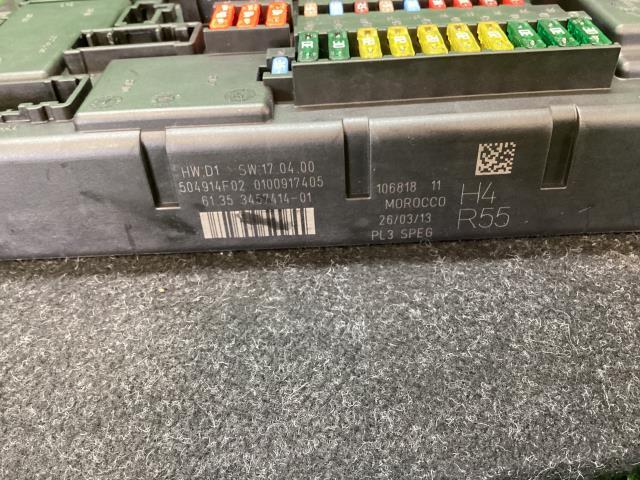 HW:D1 SW:17.04.00
504914F02 0100917405
61.35 3457414-01
106818 11
MOROCCO
26/03/13
PL3 SPEG
H4
R55